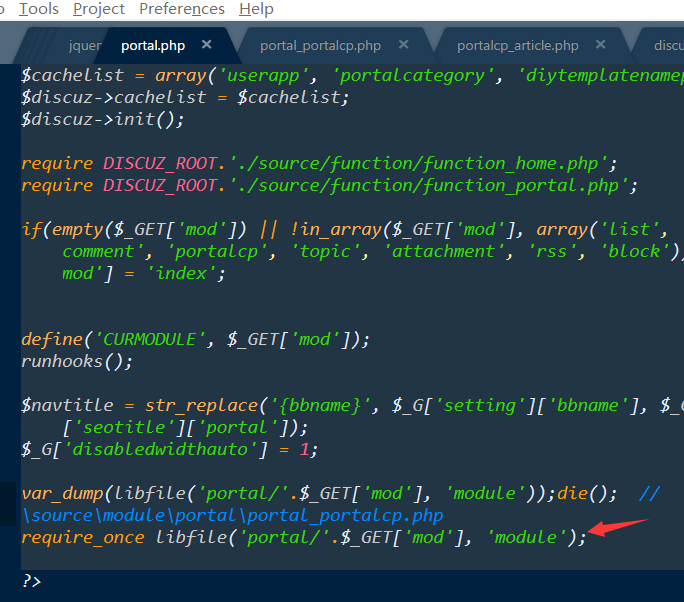 Tools Project Preferences Help
jquer portal.php × portal_portalcp.php × portalcp_article.php × discu
$cachelist = array('userapp', 'portalcategory', 'diytemplatenamep
$discuz->cachelist = $cachelist;
$discuz->init();
require DISCUZ_ROOT.'./source/function/function_home.php';
require DISCUZ_ROOT.'./source/function/function_portal.php';
if(empty($_GET['mod']) || !in_array($_GET['mod'], array('list',
comment', 'portalcp', 'topic', 'attachment', 'rss', 'block'))
mod'] = 'index';
define('CURMODULE', $_GET['mod']);
runhooks();
$navtitle = str_replace('{bbname}', $_G['setting']['bbname'], $_G
['seotitle']['portal']);
$_G['disabledwidthauto'] = 1;
var_dump(libfile('portal/'.$_GET['mod'], 'module'));die(); //
\source\module\portal\portal_portalcp.php
require_once libfile('portal/'.$_GET['mod'], 'module');
?>